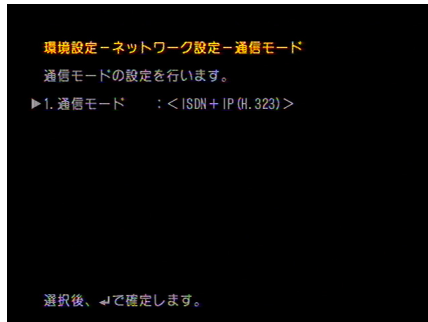 環境設定－ネットワーク設定－通信モード
通信モードの設定を行います。
▶1.通信モード　：＜ISDN＋IP(H.323)＞
選択後、↵で確定します。